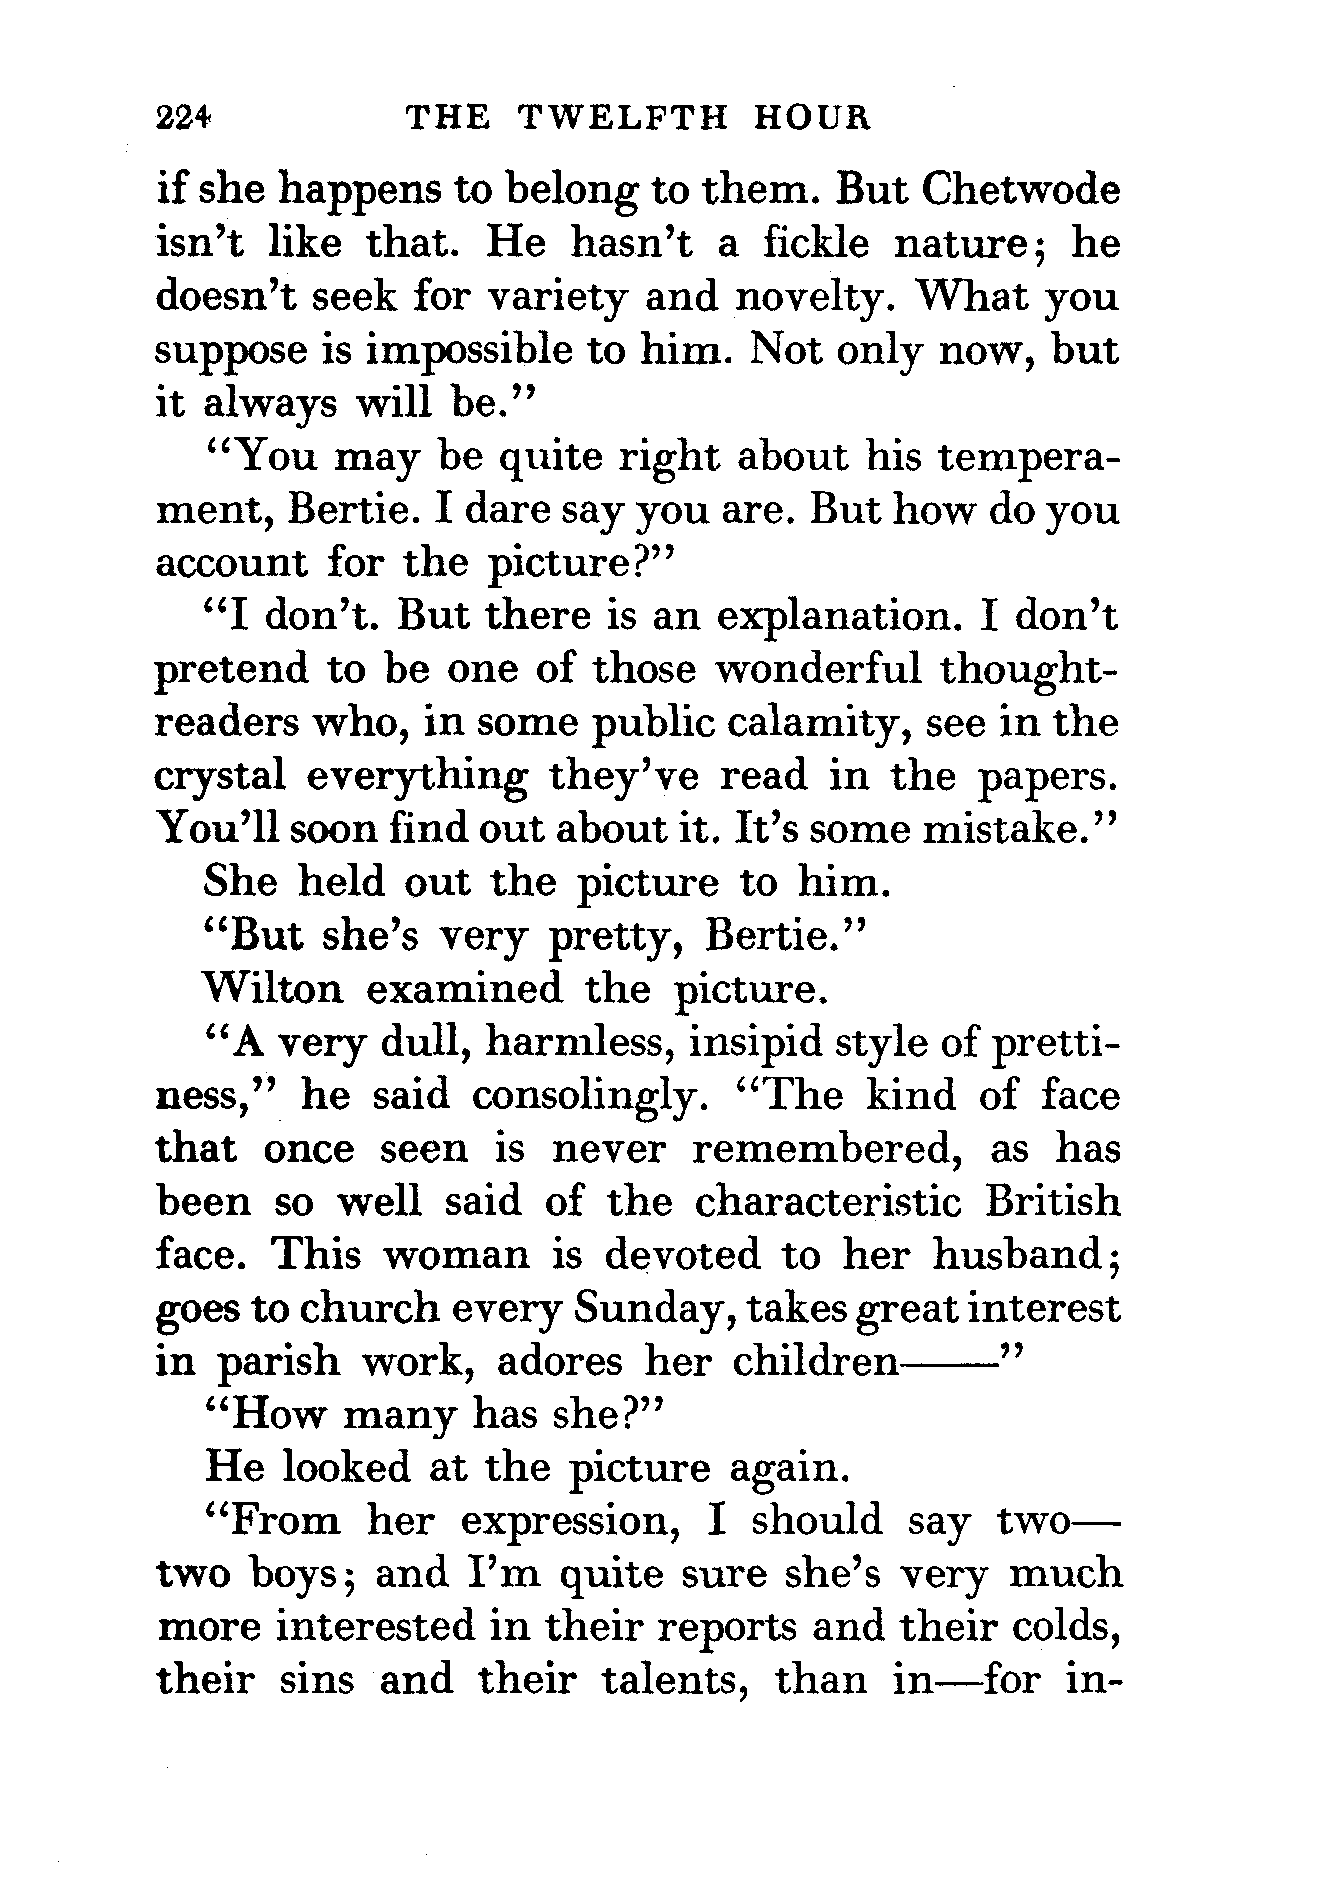 224 THE TWELFTH HOUR
if she happens to belong to them. But Chetwode
isn't like that. He hasn't a fickle nature; he
doesn't seek for variety and novelty. What you
suppose is impossible to him. Not only now, but
it always will be."
"You may be quite right about his tempera-
ment, Bertie. I dare say you are. But how do you
account for the picture?"
"I don't. But there is an explanation. I don't
pretend to be one of those wonderful thought-
readers who, in some public calamity, see in the
crystal everything they've read in the papers.
You'll soon find out about it. It's some mistake."
She held out the picture to him.
"But she's very pretty, Bertie."
Wilton examined the picture.
"A very dull, harmless, insipid style of pretti-
ness," he said consolingly. "The kind of face
that once seen is never remembered, as has
been so well said of the characteristic British
face. This woman is devoted to her husband;
goes to church every Sunday, takes great interest
in parish work, adores her children——"
"How many has she?"
He looked at the picture again.
"From her expression, I should say two—
two boys; and I'm quite sure she's very much
more interested in their reports and their colds,
their sins and their talents, than in—for in-